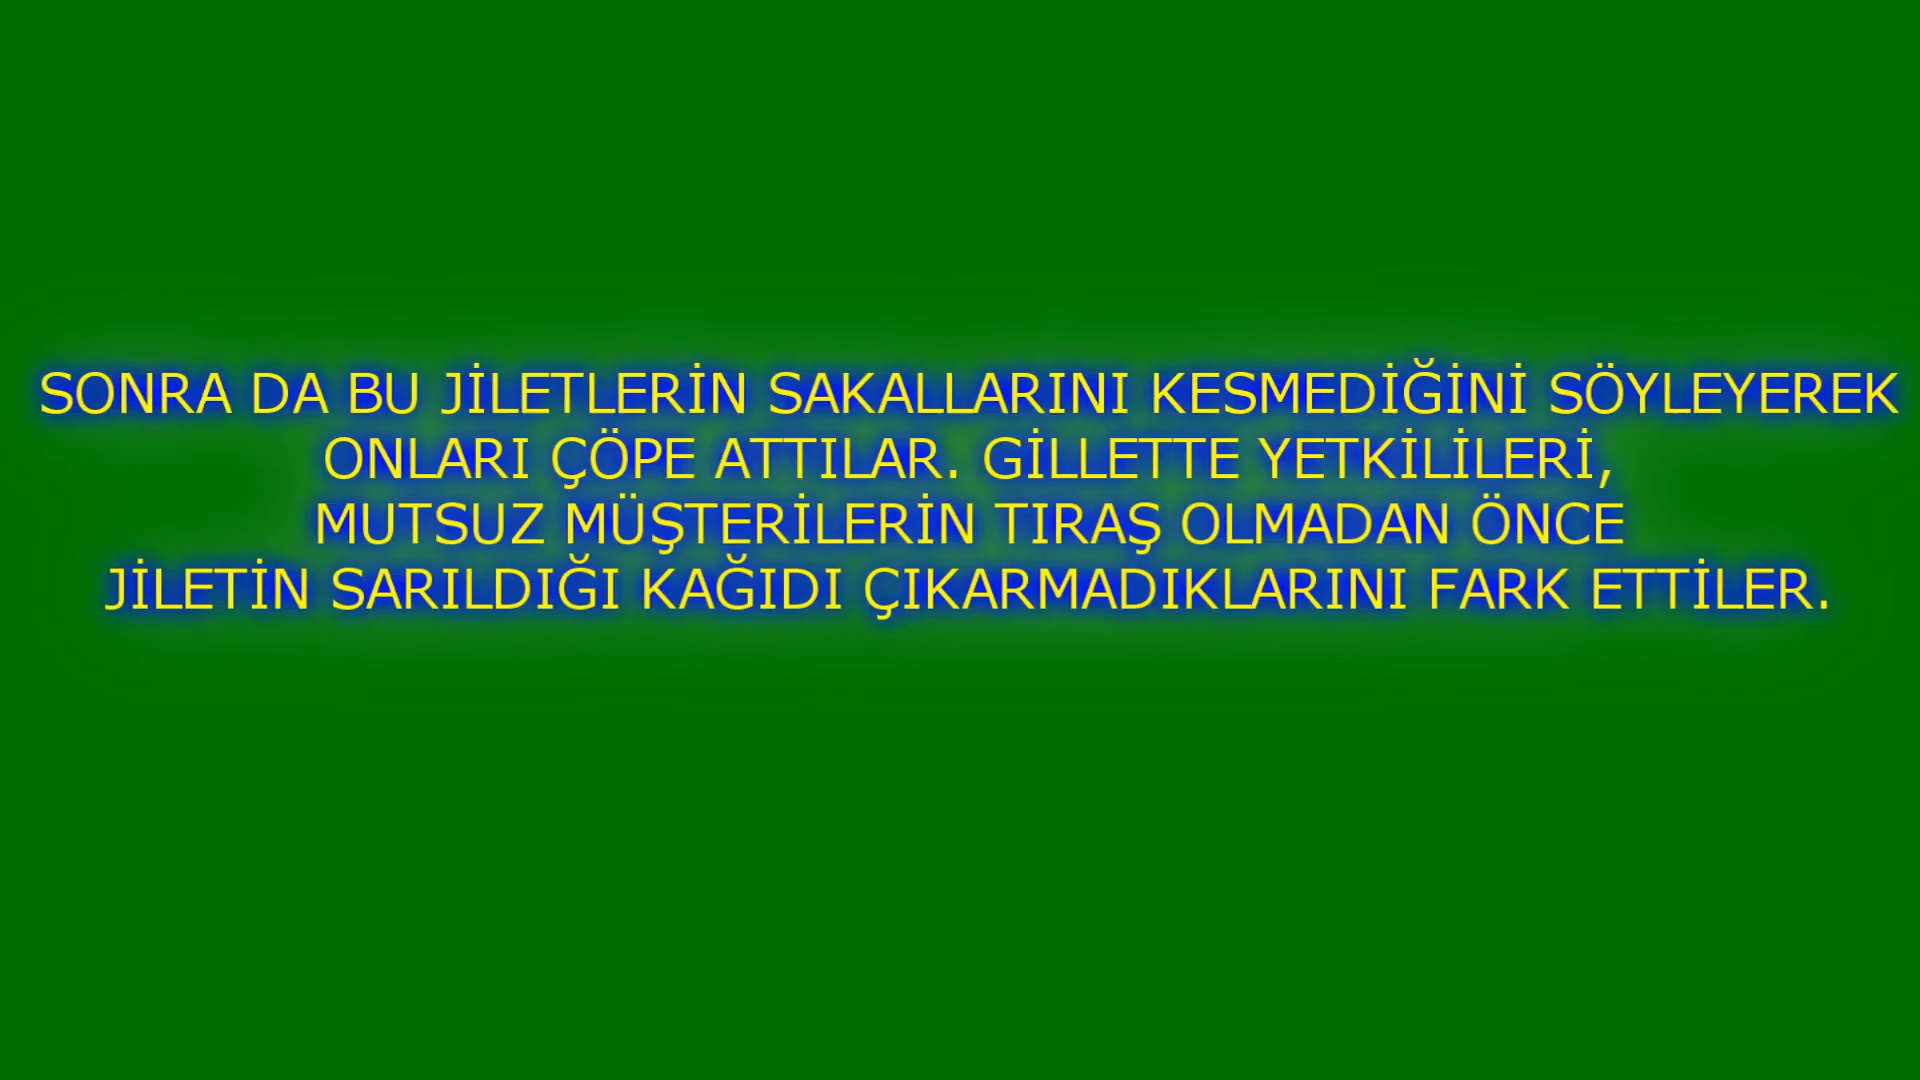 SONRA DA BU JİLETLERİN SAKALLARINI KESMEDİĞİNİ SÖYLEYEREK
ONLARI ÇÖPE ATTILAR. GİLLETTE YETKİLİLERİ,
MUTSUZ MÜŞTERİLERİN TIRAŞ OLMADAN ÖNCE
JİLETİN SARILDIĞI KAĞIDI ÇIKARMADIKLARINI FARK ETTİLER.